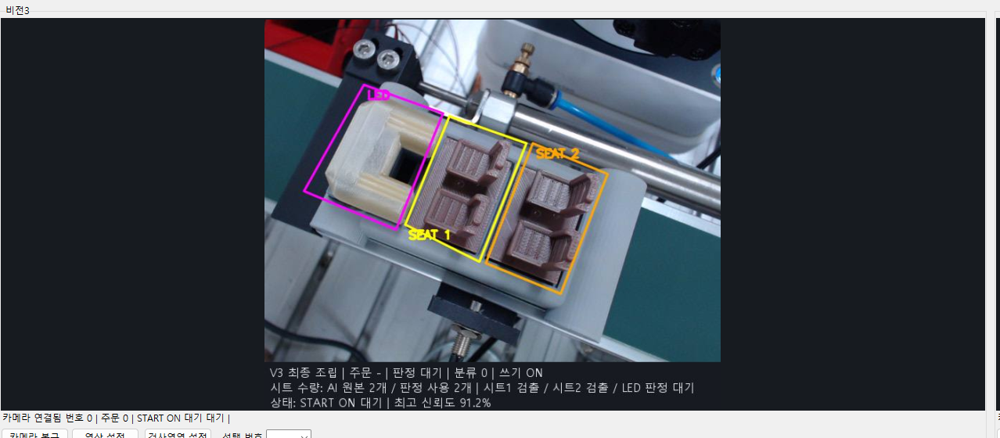 비전3
LED
SEAT 2
SEAT 1
V3 최종 조립 | 주문 - | 판정 대기 | 분류 0 | 쓰기 ON
시트 수량: AI 원본 2개 / 판정 사용 2개 | 시트1 검출 / 시트2 검출 / LED 판정 대기
상태: START ON 대기 | 최고 신뢰도 91.2%
카메라 연결됨 번호 0 | 주문 0 | START ON 대기 대기 |
카메라 복구 영상 설정 검사영역 설정 선택 번호